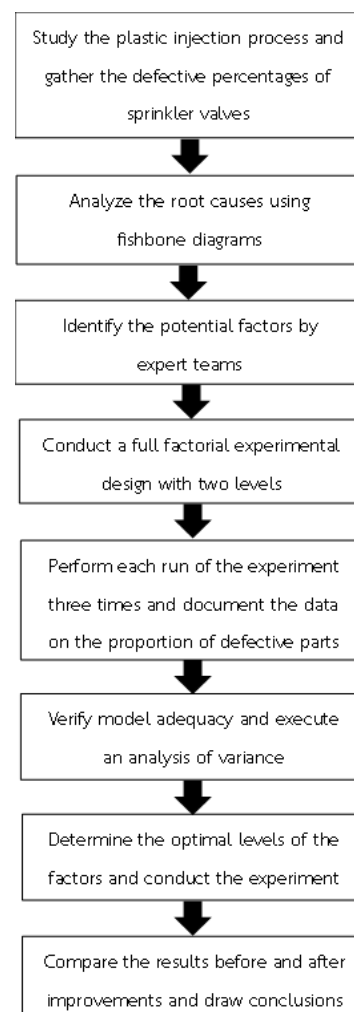 Study the plastic injection process and
gather the defective percentages of
sprinkler valves
Analyze the root causes using
fishbone diagrams
Identify the potential factors by
expert teams
Conduct a full factorial experimental
design with two levels
Perform each run of the experiment
three times and document the data
on the proportion of defective parts
Verify model adequacy and execute
an analysis of variance
Determine the optimal levels of the
factors and conduct the experiment
Compare the results before and after
improvements and draw conclusions